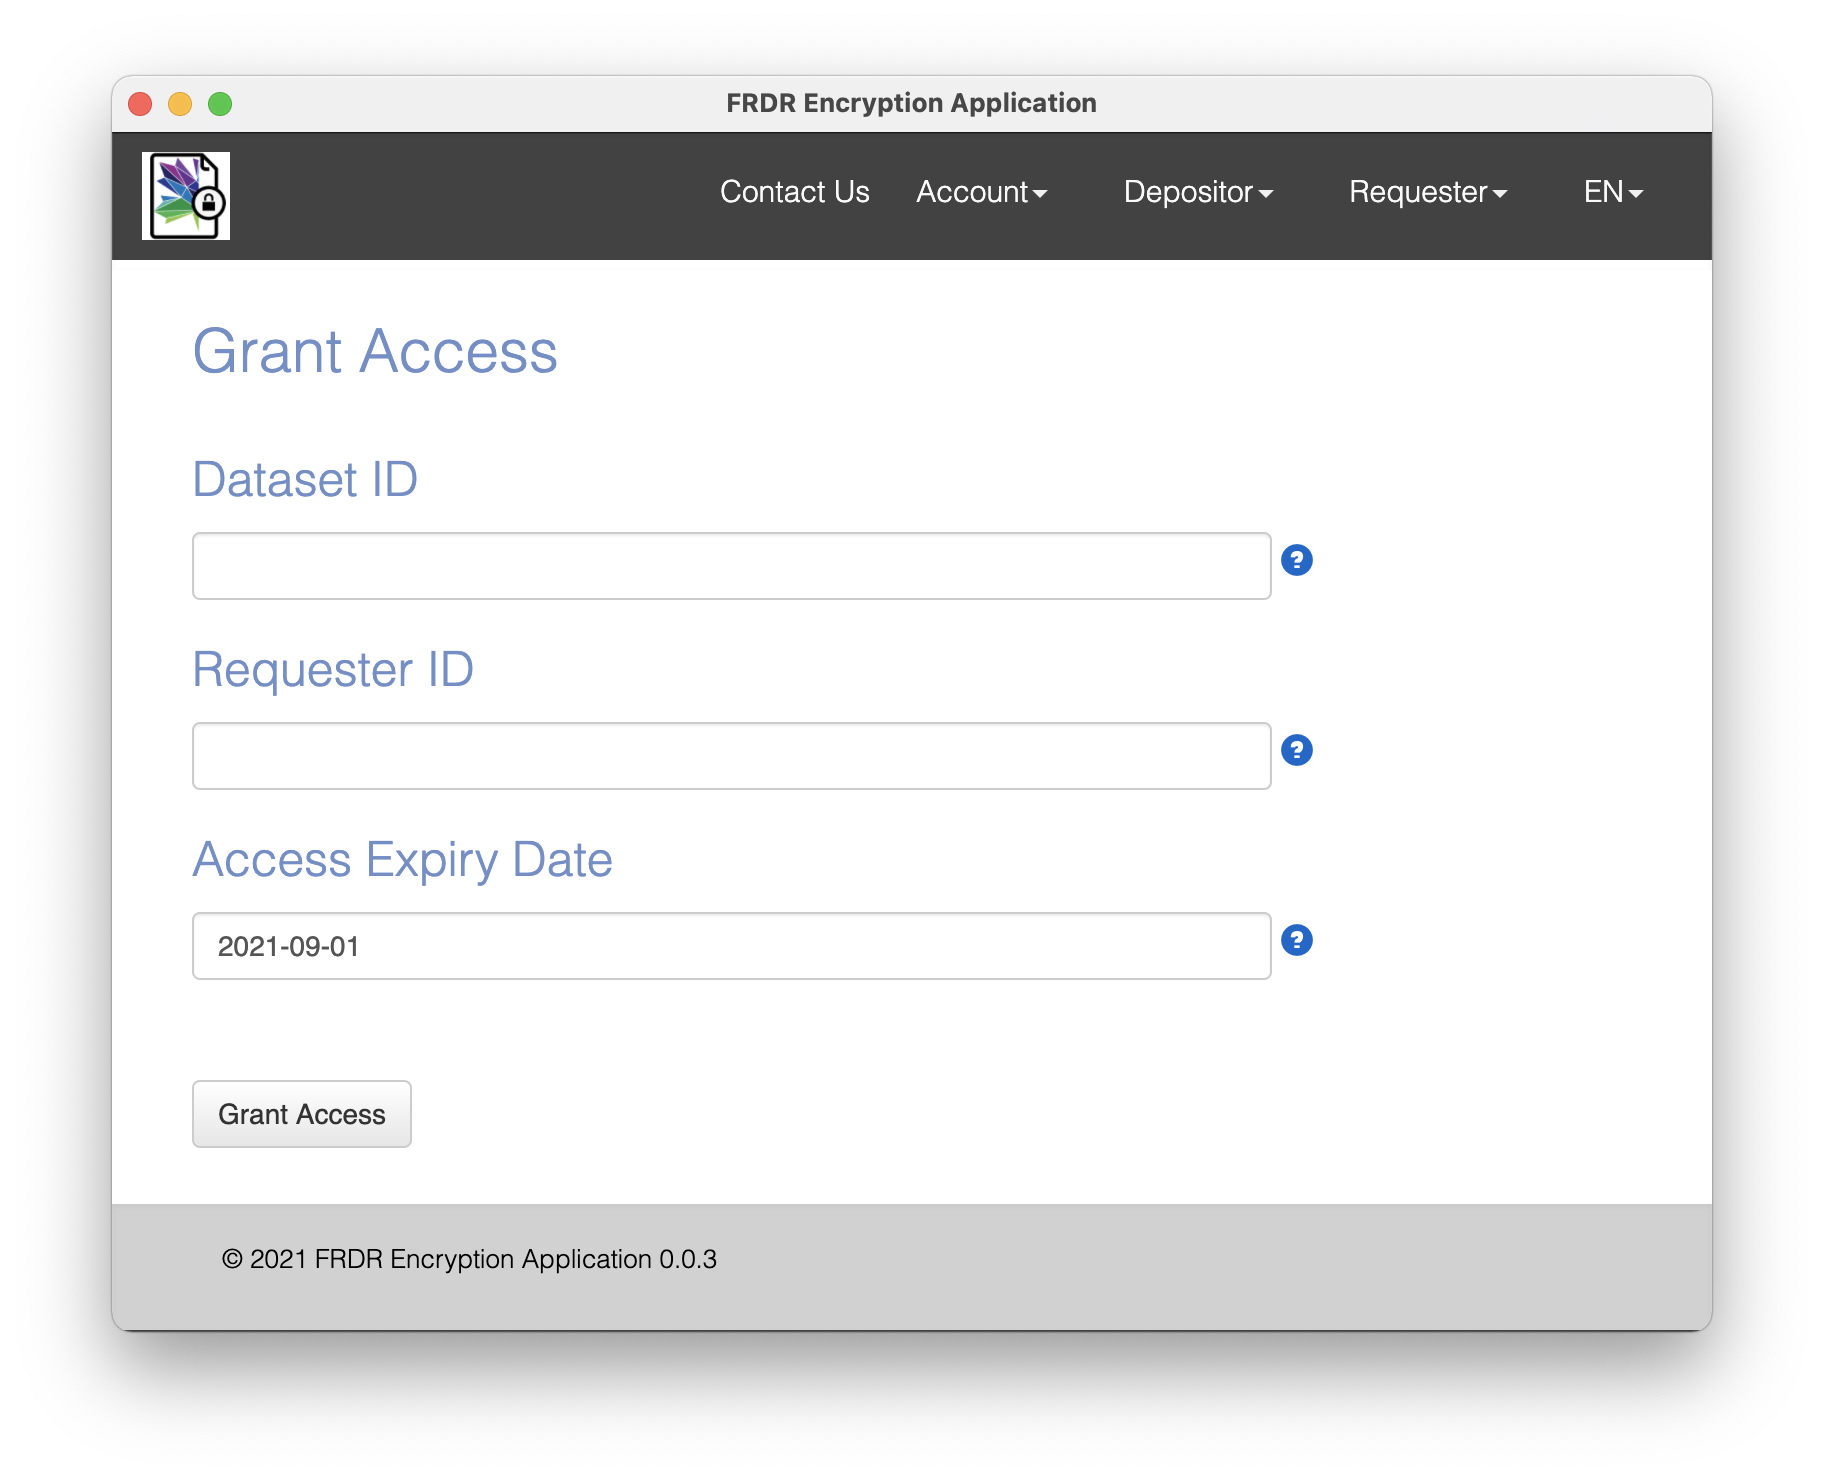 FRDR Encryption Application
Contact Us Account Depositor Requester EN
Grant Access
Dataset ID
?
Requester ID
?
Access Expiry Date
2021-09-01
?
Grant Access
© 2021 FRDR Encryption Application 0.0.3